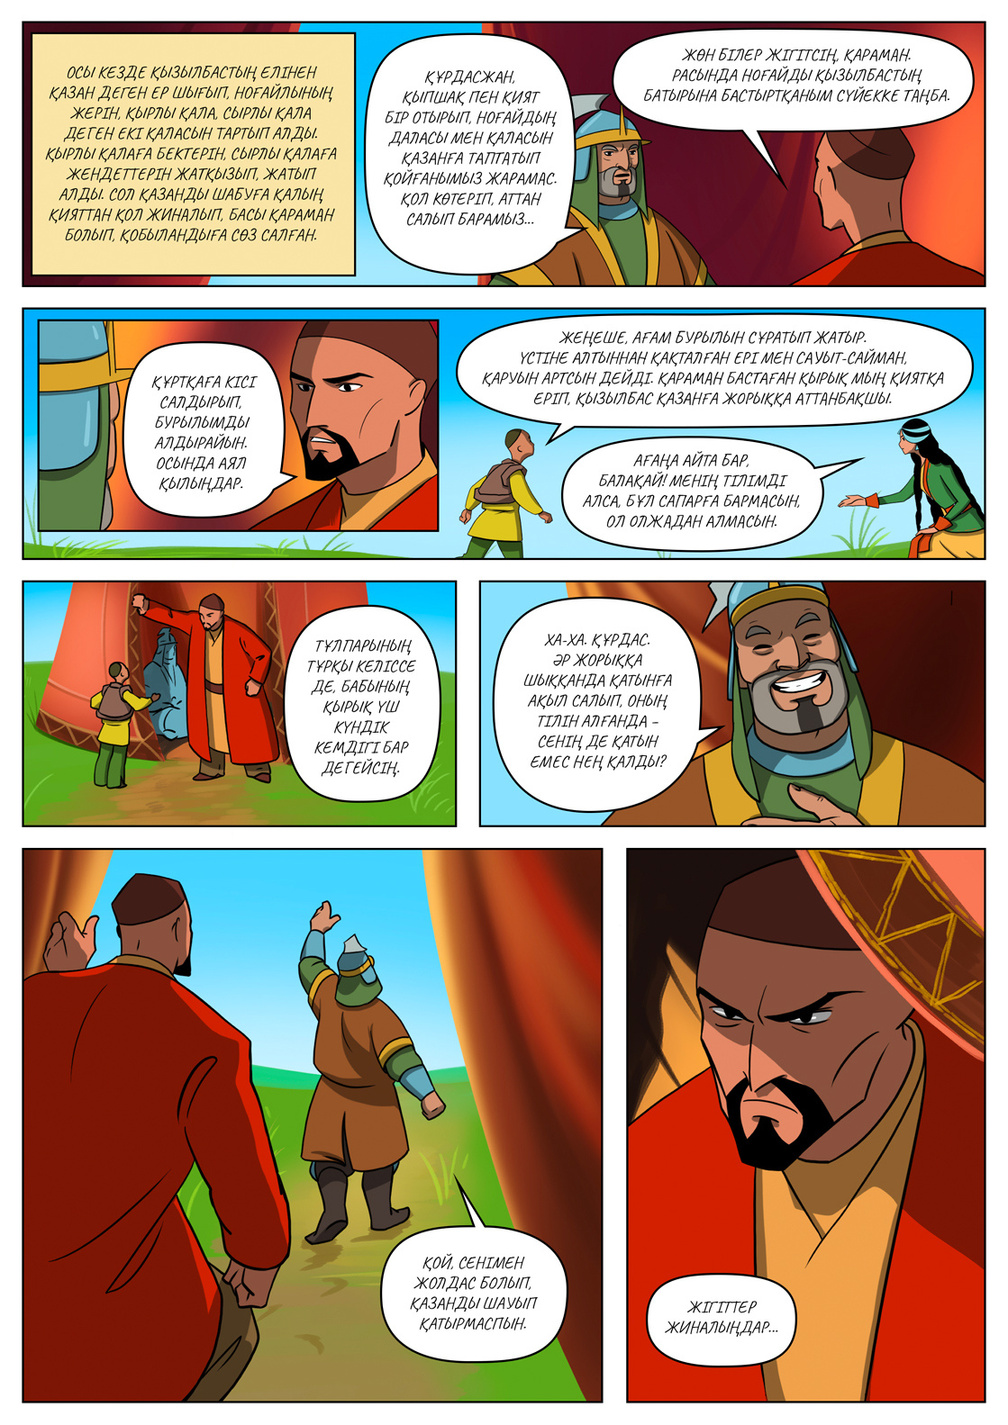 ОСЫ КЕЗДЕ ҚЫЗЫЛБАСТЫҢ ЕЛІНЕН
ҚАЗАН ДЕГЕН ЕР ШЫҒЫП, НОҒАЙЛЫНЫҢ
ЖЕРІН, ҚЫРЛЫ ҚАЛА, СЫРЛЫ ҚАЛА
ДЕГЕН ЕКІ ҚАЛАСЫН ТАРТЫП АЛДЫ.
ҚЫРЛЫ ҚАЛАҒА БЕКТЕРІН, СЫРЛЫ ҚАЛАҒА
ЖЕНДЕТТЕРІН ЖАТҚЫЗЫП, ЖАТЫП
АЛДЫ. СОЛ ҚАЗАНДЫ ШАБУҒА ҚАЛЫҢ
ҚИЯТТАН ҚОЛ ЖИНАЛЫП, БАСЫ ҚАРАМАН
БОЛЫП, ҚОБЫЛАНДЫҒА СӨЗ САЛҒАН.
ҚҰРДАСЖАН,
ҚЫПШАҚ ПЕН ҚИЯТ
БІР ОТЫРЫП, НОҒАЙДЫҢ
ДАЛАСЫ МЕН ҚАЛАСЫН
ҚАЗАНҒА ТАПТАТЫП
ҚОЙҒАНЫМЫЗ ЖАРАМАС.
ҚОЛ КӨТЕРІП, АТТАН
САЛЫП БАРАМЫЗ...
ЖӨН БІЛЕР ЖІГІТСІҢ, ҚАРАМАН.
РАСЫНДА НОҒАЙДЫ ҚЫЗЫЛБАСТЫҢ
БАТЫРЫНА БАСТЫРТҚАНЫМ СҮЙЕККЕ ТАҢБА.
ҚҰРТҚАҒА КІСІ
САЛДЫРЫП,
БУРЫЛЫМДЫ
АЛДЫРАЙЫН.
ОСЫНДА АЯЛ
ҚЫЛЫҢДАР.
ЖЕҢЕШЕ, АҒАМ БУРЫЛЫН СҰРАТЫП ЖАТЫР.
ҮСТІНЕ АЛТЫННАН ҚАҚТАЛҒАН ЕРІ МЕН САУЫТ-САЙМАН,
ҚАРУЫН АРТСЫН ДЕЙДІ. ҚАРАМАН БАСТАҒАН ҚЫРЫҚ МЫҢ ҚИЯТҚА
ЕРІП, ҚЫЗЫЛБАС ҚАЗАНҒА ЖОРЫҚҚА АТТАНБАҚШЫ.
АҒАҢА АЙТА БАР,
БАЛАҚАЙ! МЕНІҢ ТІЛІМДІ
АЛСА, БҰЛ САПАРҒА БАРМАСЫН,
ОЛ ОЛЖАДАН АЛМАСЫН.
ТҰЛПАРЫНЫҢ
ТҰРҚЫ КЕЛІССЕ
ДЕ, БАБЫНЫҢ
ҚЫРЫҚ ҮШ
КҮНДІК
КЕМДІГІ БАР
ДЕГЕЙСІҢ.
ХА-ХА. ҚҰРДАС.
ӘР ЖОРЫҚҚА
ШЫҚҚАНДА ҚАТЫНҒА
АҚЫЛ САЛЫП, ОНЫҢ
ТІЛІН АЛҒАНДА –
СЕНІҢ ДЕ ҚАТЫН
ЕМЕС НЕҢ ҚАЛДЫ?
ҚОЙ, СЕНІМЕН
ЖОЛДАС БОЛЫП,
ҚАЗАНДЫ ШАУЫП
ҚАТЫРМАСПЫН.
ЖІГІТТЕР
ЖИНАЛЫҢДАР...